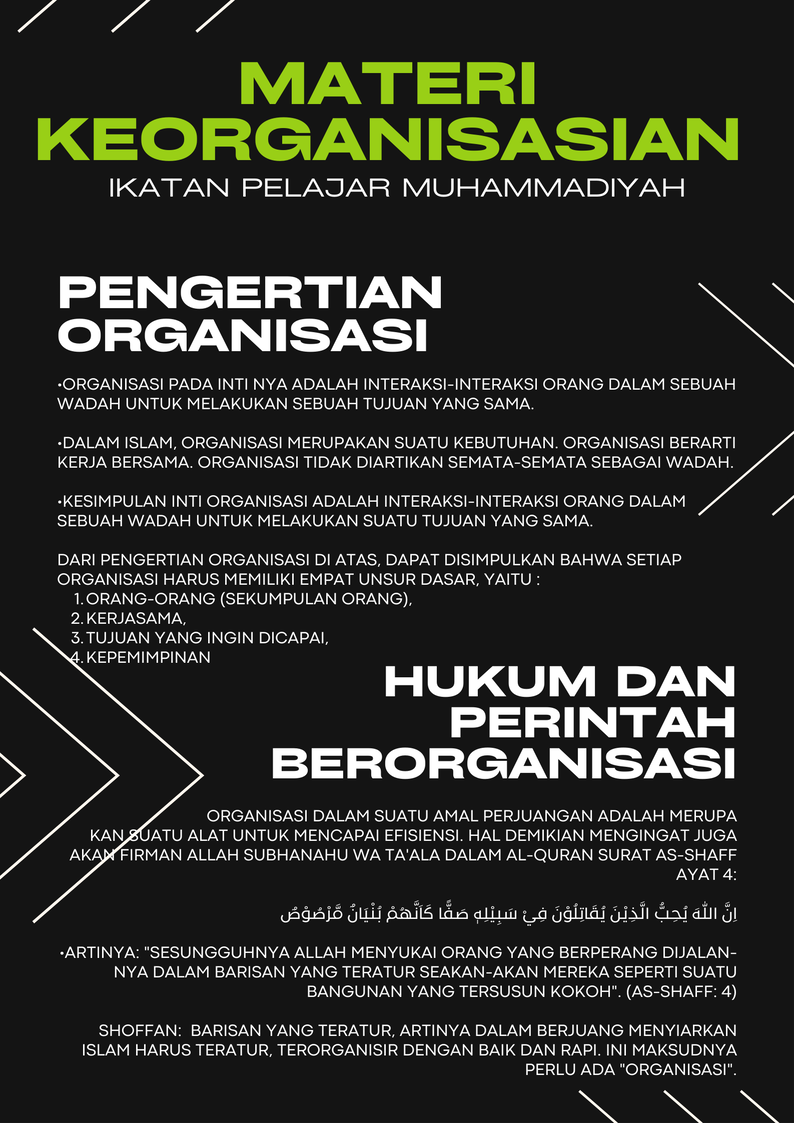 MATERI
KEORGANISASIAN
IKATAN PELAJAR MUHAMMADIYAH
PENGERTIAN
ORGANISASI
•ORGANISASI PADA INTI NYA ADALAH INTERAKSI-INTERAKSI ORANG DALAM SEBUAH
WADAH UNTUK MELAKUKAN SEBUAH TUJUAN YANG SAMA.
•DALAM ISLAM, ORGANISASI MERUPAKAN SUATU KEBUTUHAN. ORGANISASI BERARTI
KERJA BERSAMA. ORGANISASI TIDAK DIARTIKAN SEMATA-SEMATA SEBAGAI WADAH.
•KESIMPULAN INTI ORGANISASI ADALAH INTERAKSI-INTERAKSI ORANG DALAM
SEBUAH WADAH UNTUK MELAKUKAN SUATU TUJUAN YANG SAMA.
DARI PENGERTIAN ORGANISASI DI ATAS, DAPAT DISIMPULKAN BAHWA SETIAP
ORGANISASI HARUS MEMILIKI EMPAT UNSUR DASAR, YAITU :
1. ORANG-ORANG (SEKUMPULAN ORANG),
2. KERJASAMA,
3. TUJUAN YANG INGIN DICAPAI,
4. KEPEMIMPINAN
HUKUM DAN
PERINTAH
BERORGANISASI
ORGANISASI DALAM SUATU AMAL PERJUANGAN ADALAH MERUPA
KAN SUATU ALAT UNTUK MENCAPAI EFISIENSI. HAL DEMIKIAN MENGINGAT JUGA
AKAN FIRMAN ALLAH SUBHANAHU WA TA'ALA DALAM AL-QURAN SURAT AS-SHAFF
AYAT 4:
اِنَّ اللّٰهَ يُحِبُّ الَّذِيْنَ يُقَاتِلُوْنَ فِيْ سَبِيْلِهٖ صَفًّا كَاَنَّهُمْ بُنْيَانٌ مَّرْصُوْصٌ
•ARTINYA: "SESUNGGUHNYA ALLAH MENYUKAI ORANG YANG BERPERANG DIJALAN-
NYA DALAM BARISAN YANG TERATUR SEAKAN-AKAN MEREKA SEPERTI SUATU
BANGUNAN YANG TERSUSUN KOKOH". (AS-SHAFF: 4)
SHOFFAN:  BARISAN YANG TERATUR, ARTINYA DALAM BERJUANG MENYIARKAN
ISLAM HARUS TERATUR, TERORGANISIR DENGAN BAIK DAN RAPI. INI MAKSUDNYA
PERLU ADA "ORGANISASI".